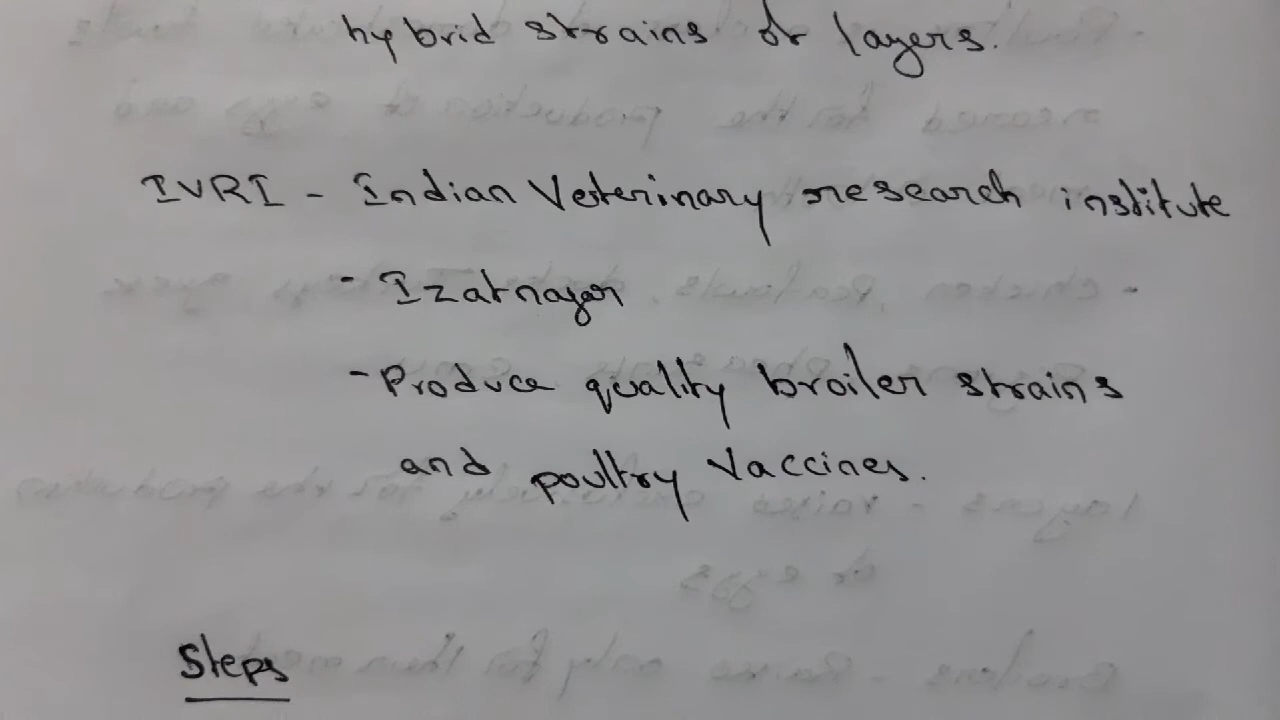 hybrid strains of layers.
IVRI - Indian Veterinary research institute
- Izatnagar
- Produce quality broiler strains
and poultry vaccines.
Steps